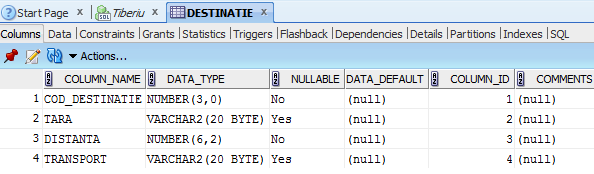 Start Page x Tiberiu x DESTINATIE x
Columns Data Constraints Grants Statistics Triggers Flashback Dependencies Details Partitions Indexes SQL
Actions...
COLUMN_NAME DATA_TYPE NULLABLE DATA_DEFAULT COLUMN_ID COMMENTS
1 COD_DESTINATIE NUMBER(3,0) No (null) 1 (null)
2 TARA VARCHAR2(20 BYTE) Yes (null) 2 (null)
3 DISTANTA NUMBER(6,2) No (null) 3 (null)
4 TRANSPORT VARCHAR2(20 BYTE) Yes (null) 4 (null)